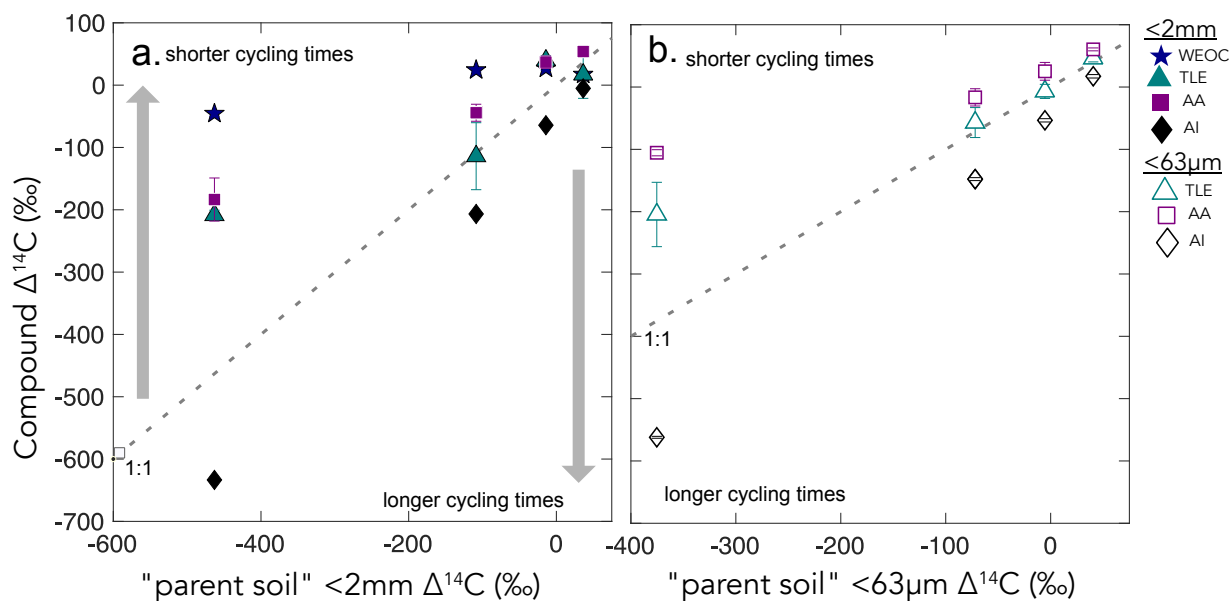 a.
shorter cycling times
100
0
-100
-200
-300
-400
-500
-600
-700
Compound Δ¹⁴C (‰)
1:1
longer cycling times
-600
-400
-200
0
"parent soil" <2mm Δ¹⁴C (‰)
b.
shorter cycling times
1:1
longer cycling times
-400
-300
-200
-100
0
"parent soil" <63μm Δ¹⁴C (‰)
<2mm
WEOC
TLE
AA
AI
<63μm
TLE
AA
AI